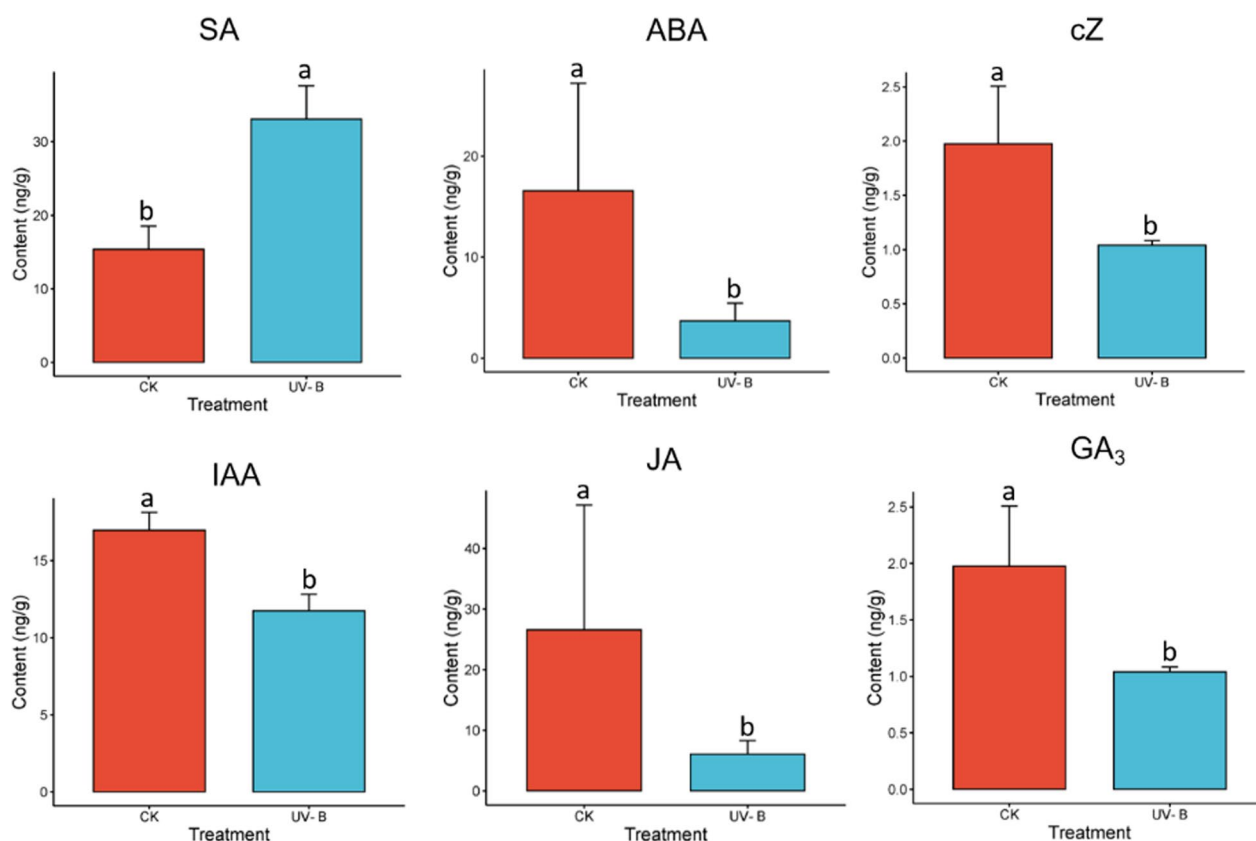 SA
a
b
Content (ng/g)
30
20
10
0
CK
UV- B
Treatment
ABA
a
b
Content (ng/g)
20
10
0
CK
UV- B
Treatment
cZ
a
b
Content (ng/g)
2.5
2.0
1.5
1.0
0.5
0.0
CK
UV- B
Treatment
IAA
a
b
Content (ng/g)
15
10
5
0
CK
UV- B
Treatment
JA
a
b
Content (ng/g)
40
30
20
10
0
CK
UV- B
Treatment
GA₃
a
b
Content (ng/g)
2.5
2.0
1.5
1.0
0.5
0.0
CK
UV- B
Treatment